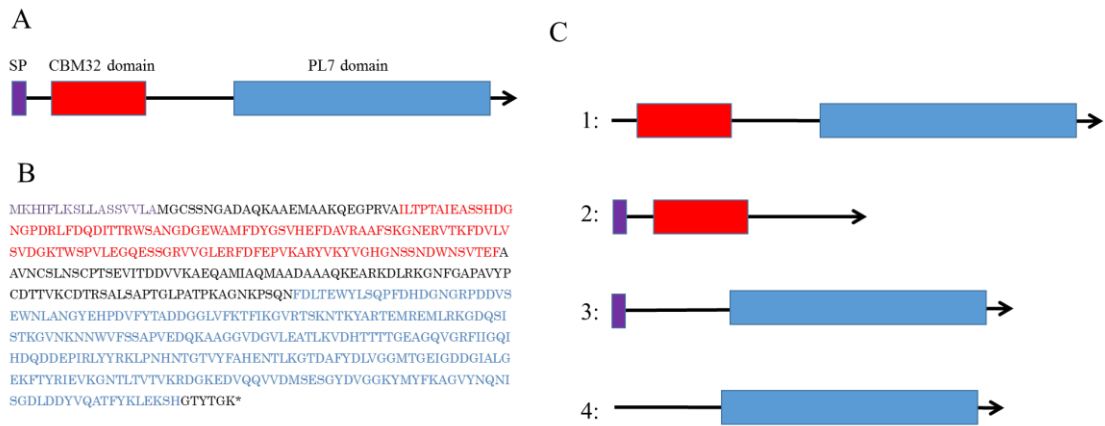 A
SP CBM32 domain PL7 domain
B
MKHIFLKSLLASSVVLAMGCSSNGADAQKAAEMAAKQEGPRVAILTPTAIEASSHDG
NGPDRLFDQDITTRWSANGDGEWAMFDYGSVHEFDAVRAAFSKGNERVTKFDVLV
SVDGKTWSPVLEGQESSGRVVGLERFDFEPVKARYVKYVGHGNSSNDWNSVTEFA
AVNCSLNSCPTSEVITDDVVKAEQAMIAQMAADAAAQKEARKDLRKGNFGAPAVYP
CDTTVKCDTRSALSAPTGLPATPKAGNKPSQNFDLTEWYLSQPFDHDGNGRPDDVS
EWNLANGYEHPDVFYTADDGGLVFKTFIKGVRTSKNTKYARTEMREMLRKGDQSI
STKGVNKNNWVFSSAPVEDQKAAGGVDGVLEATLKVDHTTTTGEAGQVGRFIIGQI
HDQDDEPIRLYYRKLPNHNTGTVYFAHENTLKGTDAFYDLVGGMTGEIGDDGIALG
EKFTYRIEVKGNTLTVTVKRDGKEDVQQVVDMSESGYDVGGKYMYFKAGVYNQNI
SGDLDDYVQATFYKLEKSHGTYTGK*
C
1:
2:
3:
4: